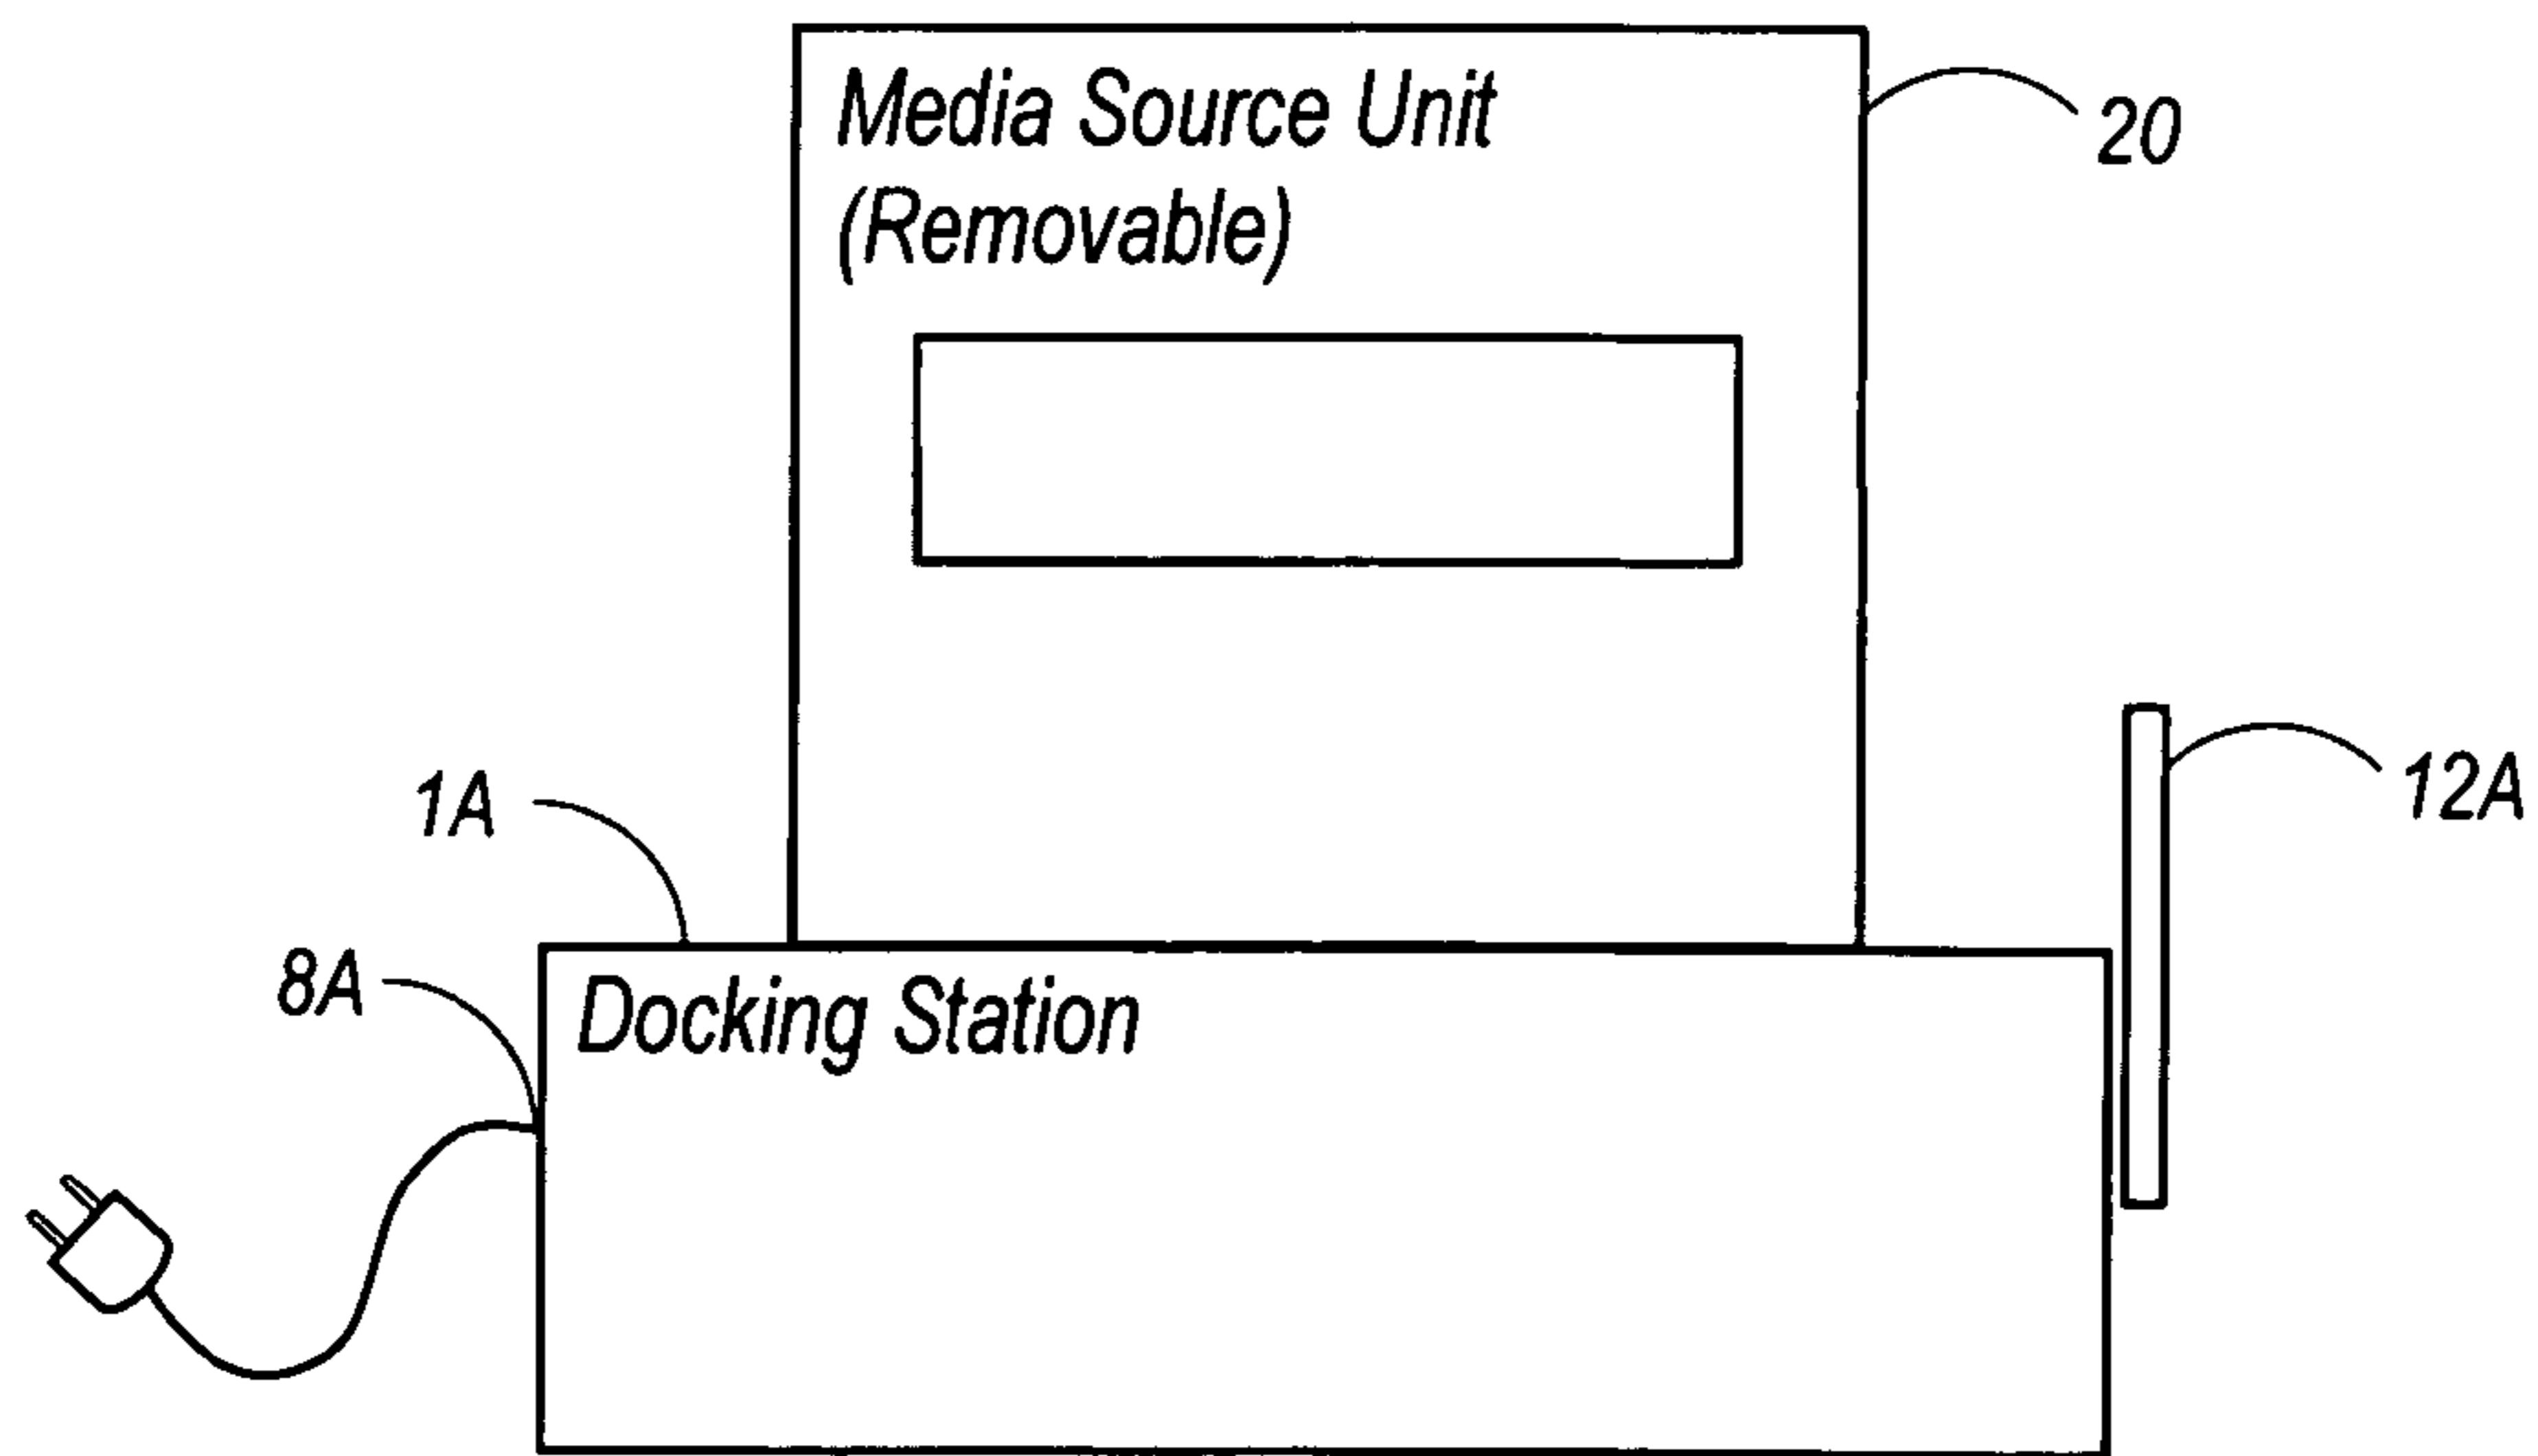 Media Source Unit
(Removable)
20
12A
1A
8A
Docking Station